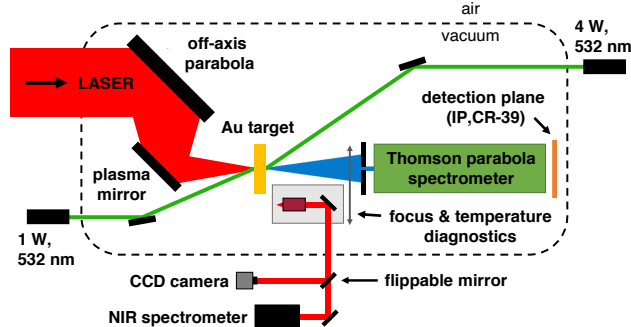 air
vacuum
4 W,
532 nm
off-axis
parabola
LASER
Au target
detection plane
(IP,CR-39)
Thomson parabola
spectrometer
plasma
mirror
focus & temperature
diagnostics
1 W,
532 nm
CCD camera
flippable mirror
NIR spectrometer